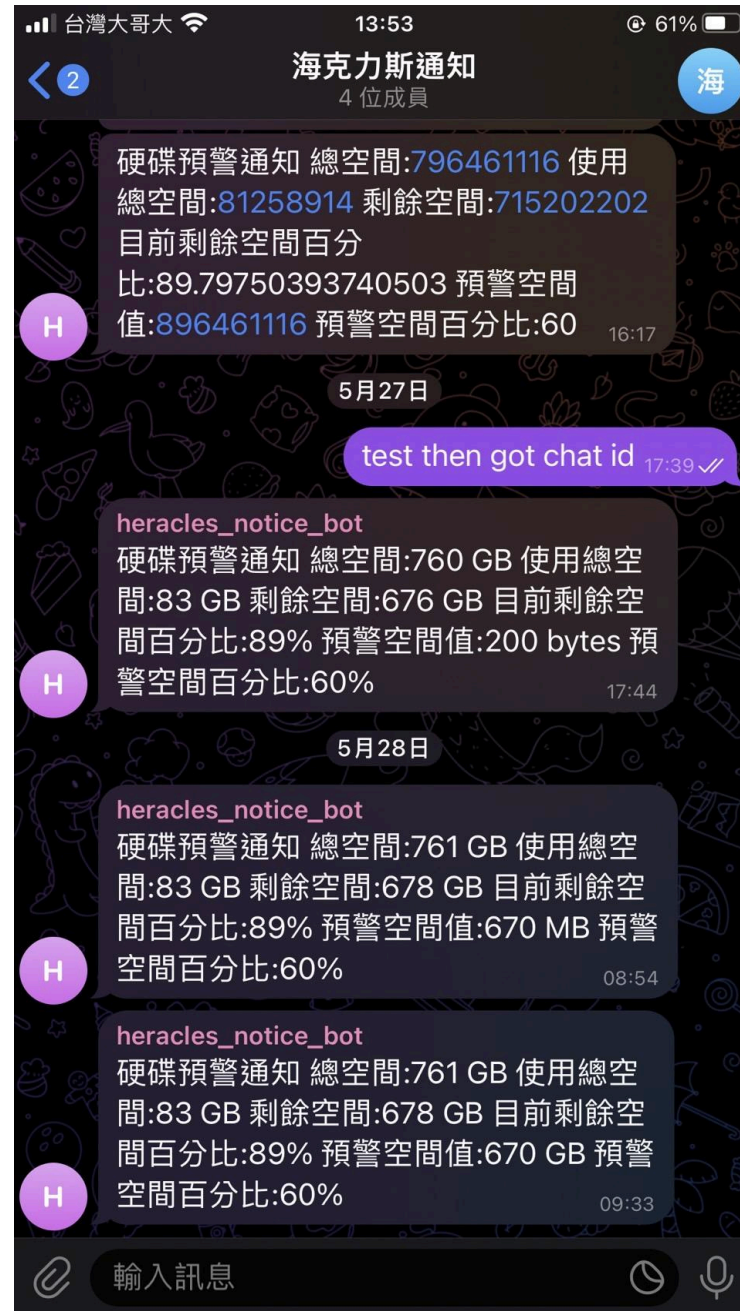 台灣大哥大
13:53
61%
2
海克力斯通知
4 位成員
海
硬碟預警通知 總空間:796461116 使用
總空間:81258914 剩餘空間:715202202
目前剩餘空間百分
比:89.79750393740503 預警空間
值:896461116 預警空間百分比:60
16:17
H
5月27日
test then got chat id
17:39
heracles_notice_bot
硬碟預警通知 總空間:760 GB 使用總空
間:83 GB 剩餘空間:676 GB 目前剩餘空
間百分比:89% 預警空間值:200 bytes 預
警空間百分比:60%
17:44
H
5月28日
heracles_notice_bot
硬碟預警通知 總空間:761 GB 使用總空
間:83 GB 剩餘空間:678 GB 目前剩餘空
間百分比:89% 預警空間值:670 MB 預警
空間百分比:60%
08:54
H
heracles_notice_bot
硬碟預警通知 總空間:761 GB 使用總空
間:83 GB 剩餘空間:678 GB 目前剩餘空
間百分比:89% 預警空間值:670 GB 預警
空間百分比:60%
09:33
H
輸入訊息